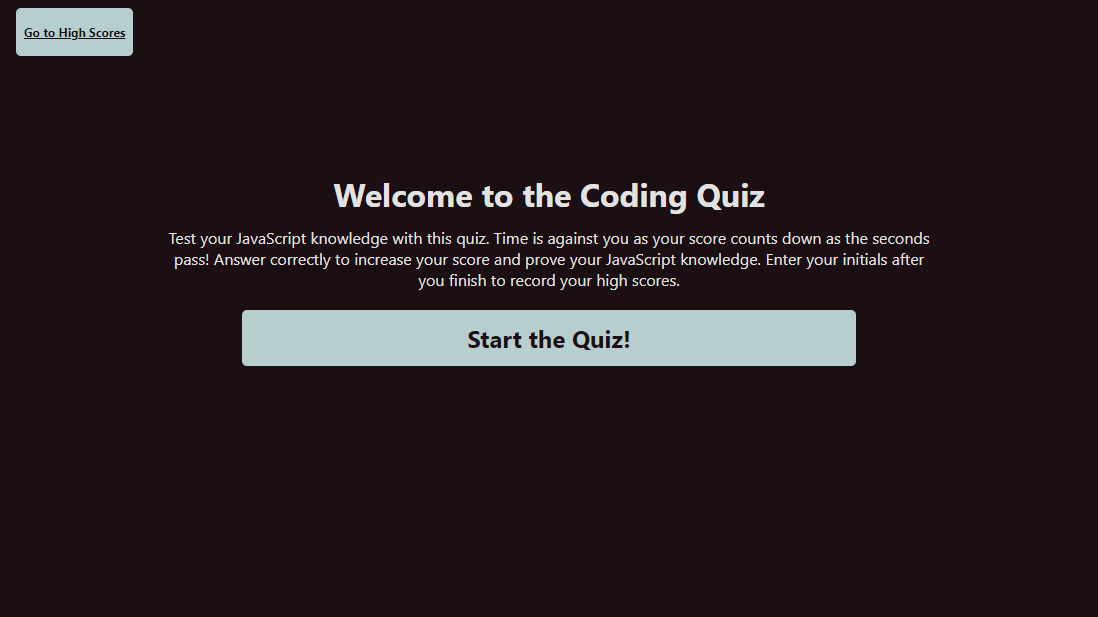 Go to High Scores
Welcome to the Coding Quiz
Test your JavaScript knowledge with this quiz. Time is against you as your score counts down as the seconds
pass! Answer correctly to increase your score and prove your JavaScript knowledge. Enter your initials after
you finish to record your high scores.
Start the Quiz!